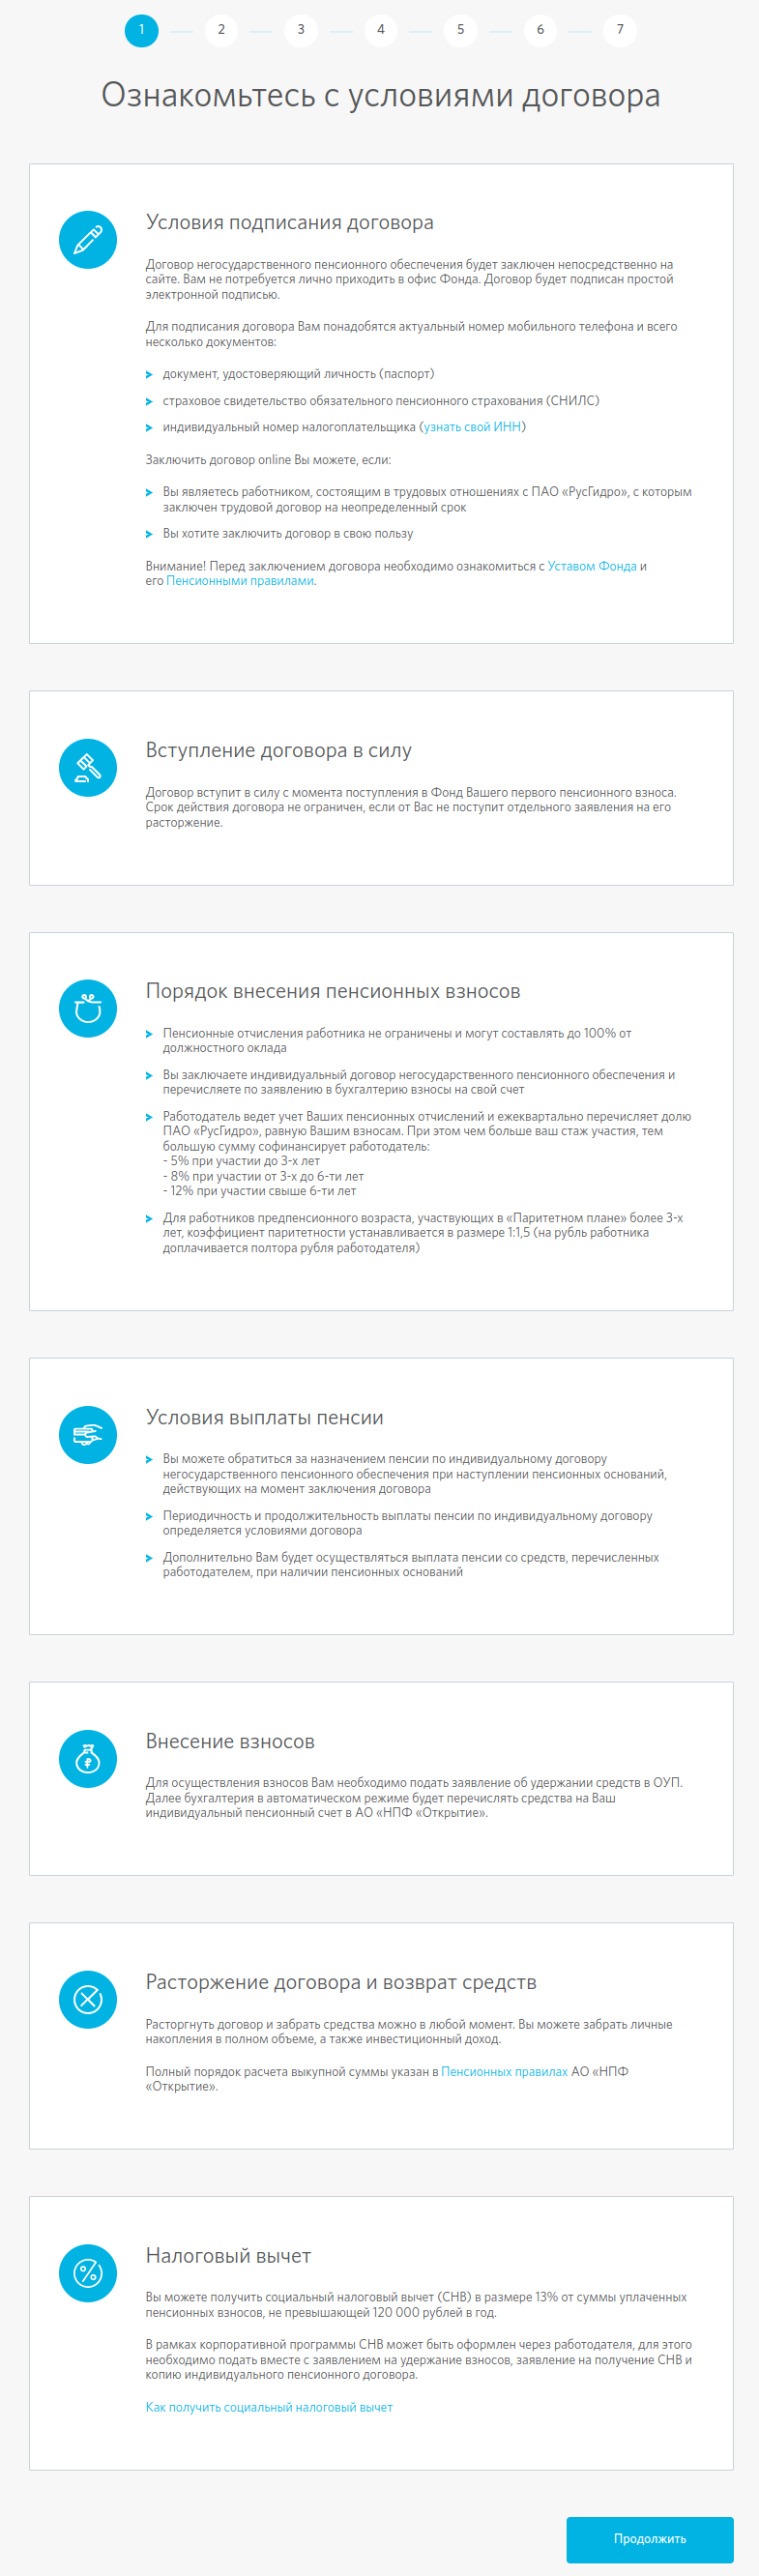 1 2 3 4 5 6 7
Ознакомьтесь с условиями договора
Условия подписания договора
Договор негосударственного пенсионного обеспечения будет заключен непосредственно на
сайте. Вам не потребуется лично приходить в офис Фонда. Договор будет подписан простой
электронной подписью.
Для подписания договора Вам понадобятся актуальный номер мобильного телефона и всего
несколько документов:
документ, удостоверяющий личность (паспорт)
страховое свидетельство обязательного пенсионного страхования (СНИЛС)
индивидуальный номер налогоплательщика (узнать свой ИНН)
Заключить договор online Вы можете, если:
Вы являетесь работником, состоящим в трудовых отношениях с ПАО «РусГидро», с которым
заключен трудовой договор на неопределенный срок
Вы хотите заключить договор в свою пользу
Внимание! Перед заключением договора необходимо ознакомиться с Уставом Фонда и
его Пенсионными правилами.
Вступление договора в силу
Договор вступит в силу с момента поступления в Фонд Вашего первого пенсионного взноса.
Срок действия договора не ограничен, если от Вас не поступит отдельного заявления на его
расторжение.
Порядок внесения пенсионных взносов
Пенсионные отчисления работника не ограничены и могут составлять до 100% от
должностного оклада
Вы заключаете индивидуальный договор негосударственного пенсионного обеспечения и
перечисляете по заявлению в бухгалтерию взносы на свой счет
Работодатель ведет учет Ваших пенсионных отчислений и ежеквартально перечисляет долю
ПАО «РусГидро», равную Вашим взносам. При этом чем больше ваш стаж участия, тем
большую сумму софинансирует работодатель:
- 5% при участии до 3-х лет
- 8% при участии от 3-х до 6-ти лет
- 12% при участии свыше 6-ти лет
Для работников предпенсионного возраста, участвующих в «Паритетном плане» более 3-х
лет, коэффициент паритетности устанавливается в размере 1:1,5 (на рубль работника
доплачивается полтора рубля работодателя)
Условия выплаты пенсии
Вы можете обратиться за назначением пенсии по индивидуальному договору
негосударственного пенсионного обеспечения при наступлении пенсионных оснований,
действующих на момент заключения договора
Периодичность и продолжительность выплаты пенсии по индивидуальному договору
определяется условиями договора
Дополнительно Вам будет осуществляться выплата пенсии со средств, перечисленных
работодателем, при наличии пенсионных оснований
Внесение взносов
Для осуществления взносов Вам необходимо подать заявление об удержании средств в ОУП.
Далее бухгалтерия в автоматическом режиме будет перечислять средства на Ваш
индивидуальный пенсионный счет в АО «НПФ «Открытие».
Расторжение договора и возврат средств
Расторгнуть договор и забрать средства можно в любой момент. Вы можете забрать личные
накопления в полном объеме, а также инвестиционный доход.
Полный порядок расчета выкупной суммы указан в Пенсионных правилах АО «НПФ
«Открытие».
Налоговый вычет
Вы можете получить социальный налоговый вычет (СНВ) в размере 13% от суммы уплаченных
пенсионных взносов, не превышающей 120 000 рублей в год.
В рамках корпоративной программы СНВ может быть оформлен через работодателя, для этого
необходимо подать вместе с заявлением на удержание взносов, заявление на получение СНВ и
копию индивидуального пенсионного договора.
Как получить социальный налоговый вычет
Продолжить